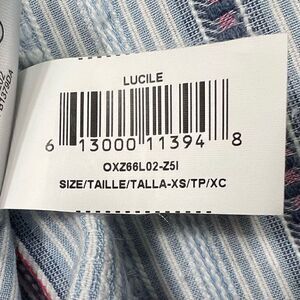 LUCILE
6 13000 11394 8
OXZ66L02-Z5I
SIZE/TAILLE/TALLA-XS/TP/XC